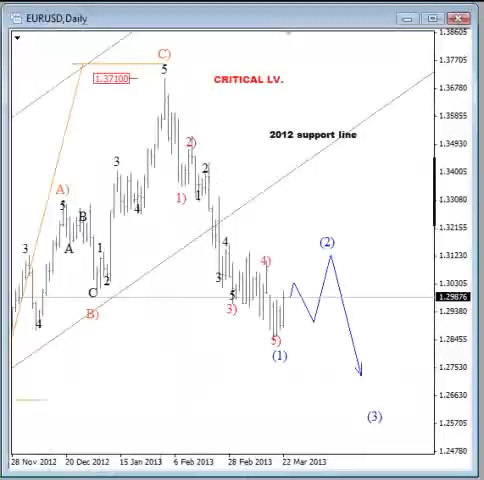 EURUSD,Daily
1.38605
C)
1.37705
5
1.37100
CRITICAL LV.
1.36780
1.35855
2012 support line
1.34930
2)
3
2
1.34005
A)
1)
1
4
1.33080
5
B
1.32155
3
A
1
4
4)
(2)
1.31230
C
2
3
1.30305
5
1.29876
4
B)
3)
1.29380
5)
(1)
1.28455
1.27530
1.26630
(3)
1.25705
1.24780
28 Nov 2012
20 Dec 2012
15 Jan 2013
6 Feb 2013
28 Feb 2013
22 Mar 2013